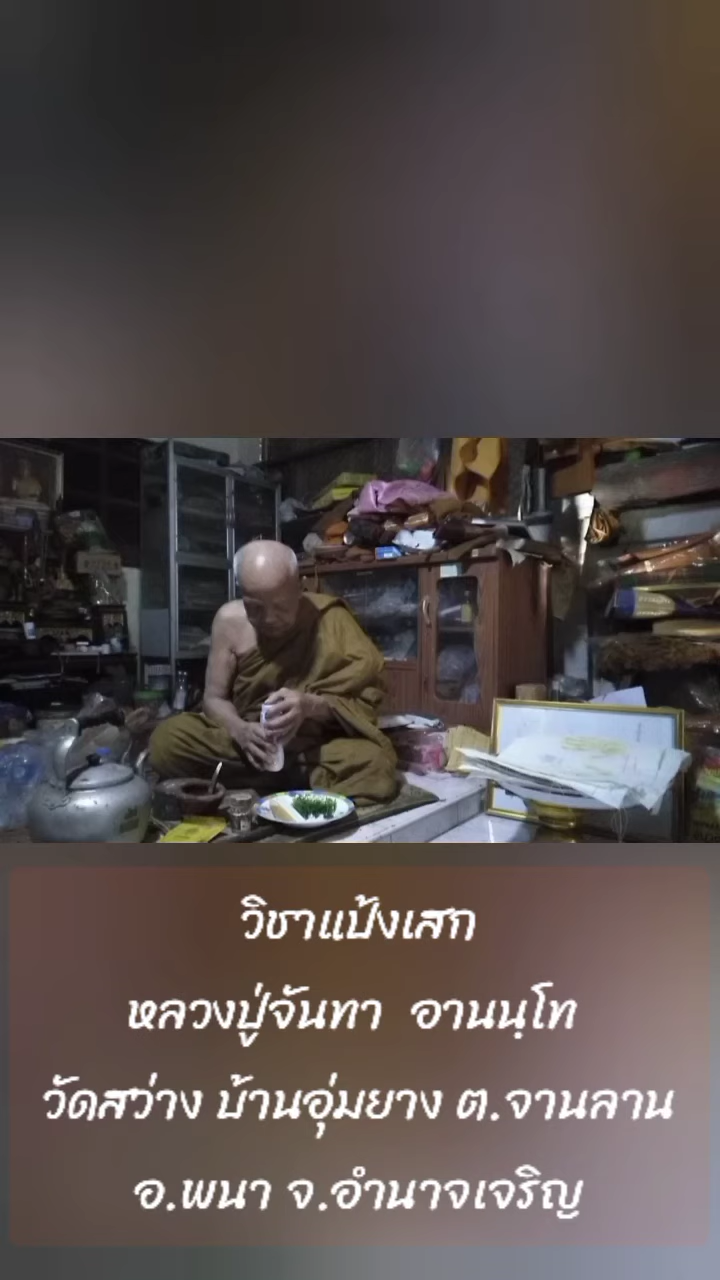 วิชาแป้งเสก
หลวงปู่จันทา อานนฺโท
วัดสว่าง บ้านอุ่มยาง ต.จานลาน
อ.พนา จ.อำนาจเจริญ